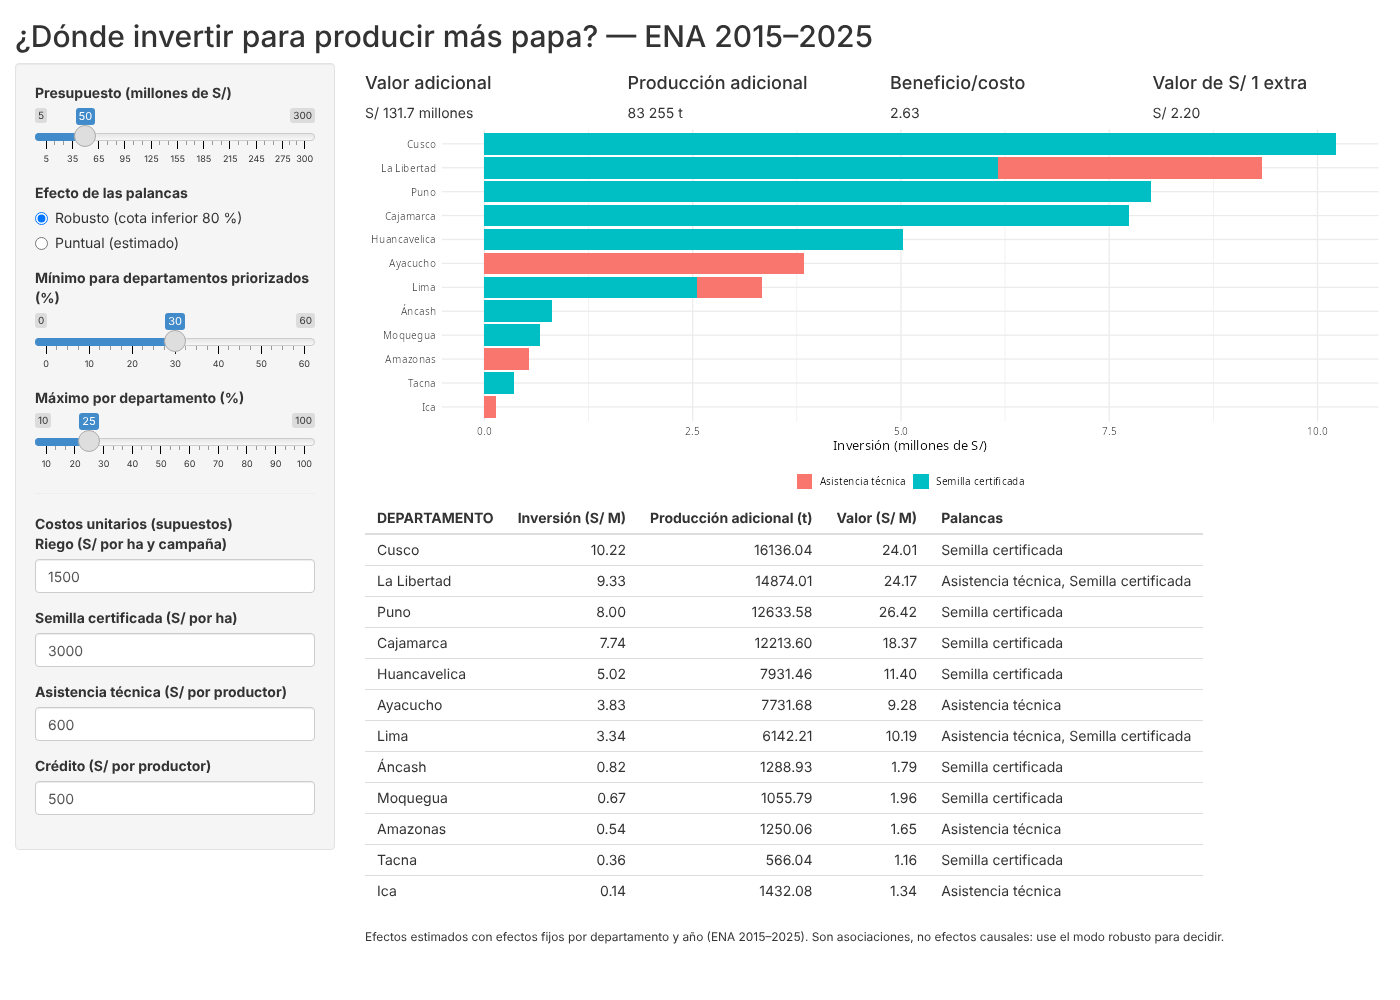 ¿Dónde invertir para producir más papa? — ENA 2015–2025
Presupuesto (millones de S/)
5 50 300
5 35 65 95 125 155 185 215 245 275 300
Efecto de las palancas
Robusto (cota inferior 80 %)
Puntual (estimado)
Mínimo para departamentos priorizados
(%)
0 30 60
0 10 20 30 40 50 60
Máximo por departamento (%)
10 25 100
10 20 30 40 50 60 70 80 90 100
Costos unitarios (supuestos)
Riego (S/ por ha y campaña)
1500
Semilla certificada (S/ por ha)
3000
Asistencia técnica (S/ por productor)
600
Crédito (S/ por productor)
500
Valor adicional Producción adicional Beneficio/costo Valor de S/ 1 extra
S/ 131.7 millones 83 255 t 2.63 S/ 2.20
Cusco
La Libertad
Puno
Cajamarca
Huancavelica
Ayacucho
Lima
Áncash
Moquegua
Amazonas
Tacna
Ica
0.0 2.5 5.0 7.5 10.0
Inversión (millones de S/)
Asistencia técnica Semilla certificada
DEPARTAMENTO Inversión (S/ M) Producción adicional (t) Valor (S/ M) Palancas
Cusco 10.22 16136.04 24.01 Semilla certificada
La Libertad 9.33 14874.01 24.17 Asistencia técnica, Semilla certificada
Puno 8.00 12633.58 26.42 Semilla certificada
Cajamarca 7.74 12213.60 18.37 Semilla certificada
Huancavelica 5.02 7931.46 11.40 Semilla certificada
Ayacucho 3.83 7731.68 9.28 Asistencia técnica
Lima 3.34 6142.21 10.19 Asistencia técnica, Semilla certificada
Áncash 0.82 1288.93 1.79 Semilla certificada
Moquegua 0.67 1055.79 1.96 Semilla certificada
Amazonas 0.54 1250.06 1.65 Asistencia técnica
Tacna 0.36 566.04 1.16 Semilla certificada
Ica 0.14 1432.08 1.34 Asistencia técnica
Efectos estimados con efectos fijos por departamento y año (ENA 2015–2025). Son asociaciones, no efectos causales: use el modo robusto para decidir.